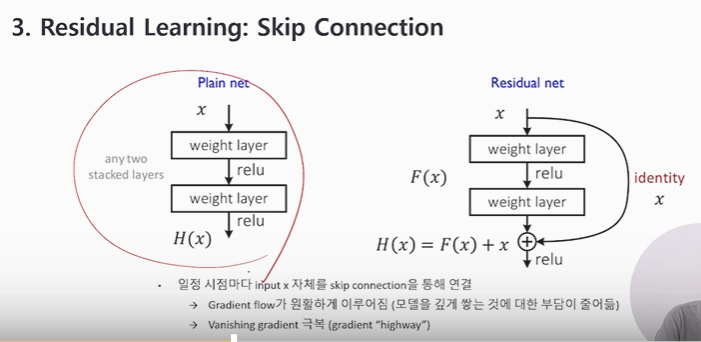 3. Residual Learning: Skip Connection
Plain net
x
any two
stacked layers
weight layer
relu
weight layer
relu
H(x)
Residual net
x
weight layer
F(x)
relu
weight layer
identity
x
H(x) = F(x) + x
relu
• 일정 시점마다 input x 자체를 skip connection을 통해 연결
→ Gradient flow가 원활하게 이루어짐 (모델을 깊게 쌓는 것에 대한 부담이 줄어듦)
→ Vanishing gradient 극복 (gradient “highway”)